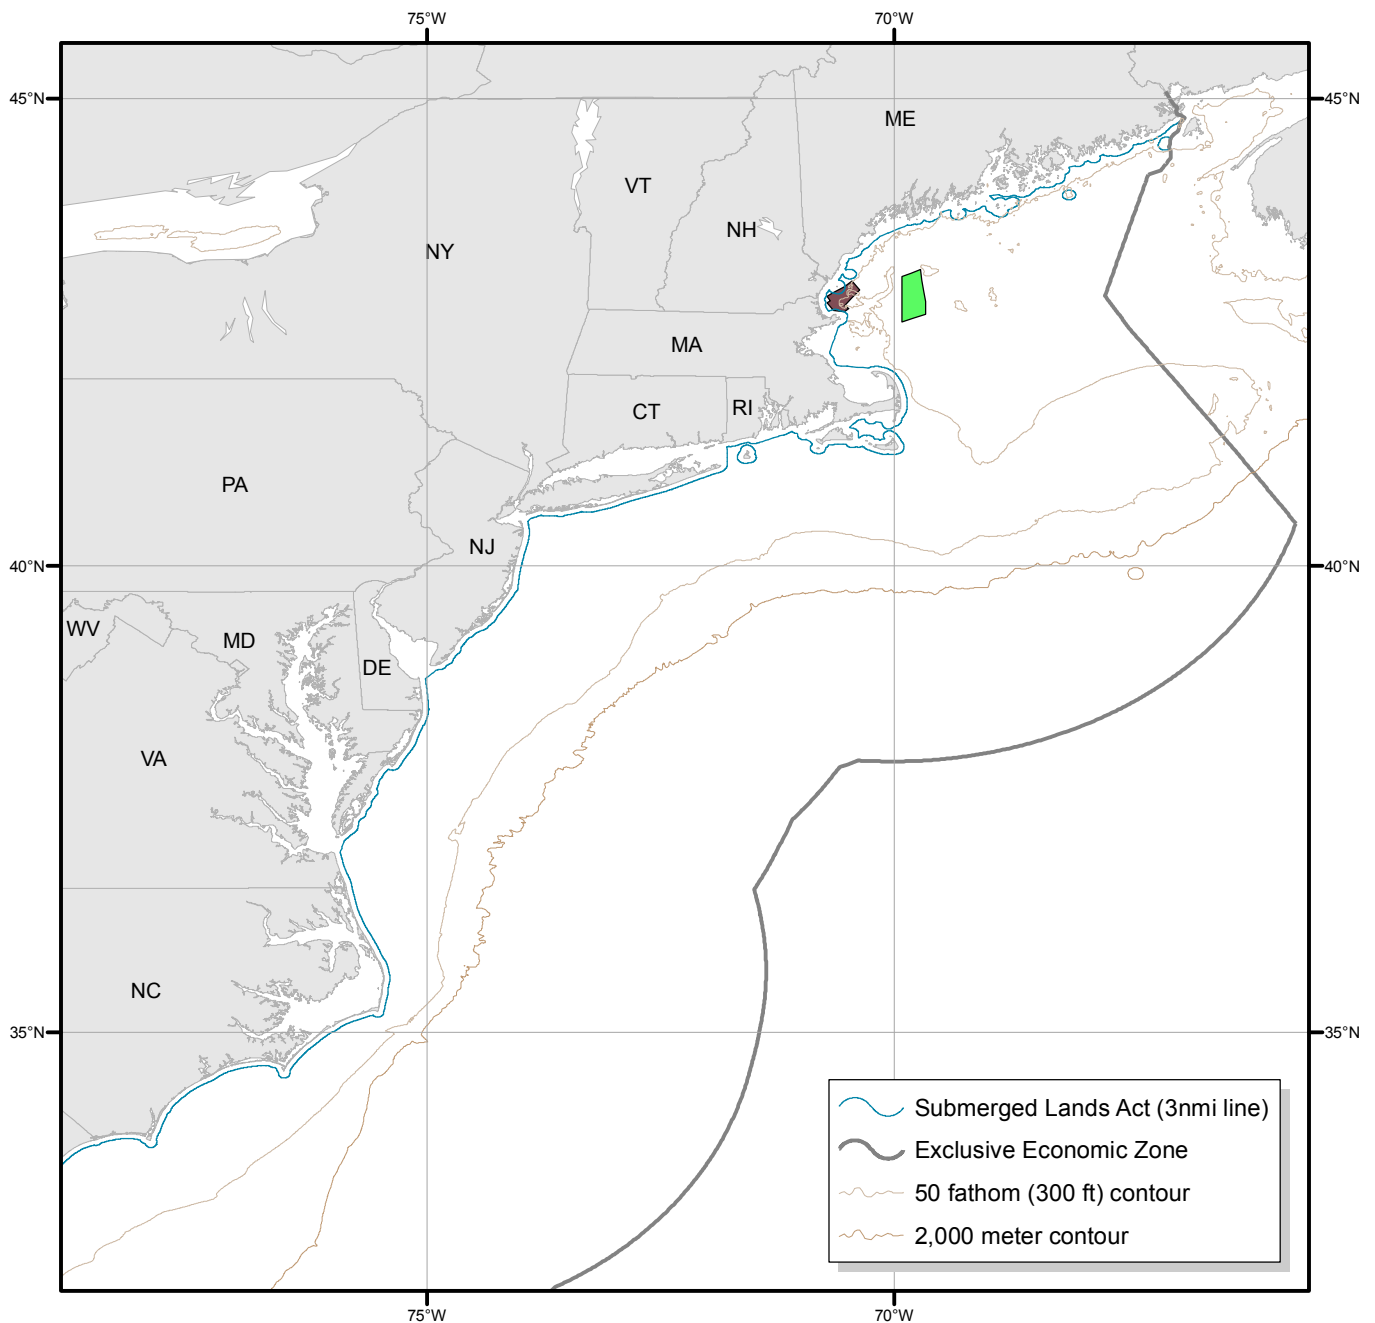 75°W 70°W
45°N 45°N
ME
VT
NH
NY
MA
CT RI
PA
NJ
40°N 40°N
WV
MD
DE
VA
NC
35°N 35°N
Submerged Lands Act (3nmi line)
Exclusive Economic Zone
50 fathom (300 ft) contour
2,000 meter contour
75°W 70°W